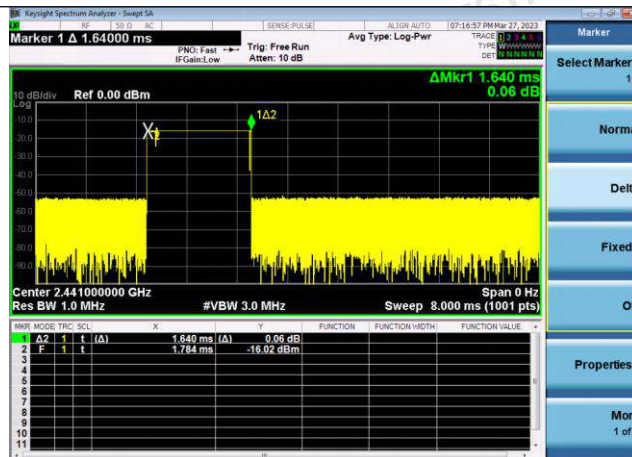 Keysight Spectrum Analyzer - Swept SA
RF 50 Ω AC SENSE:PULSE ALIGN AUTO 07:16:57 PM Mar 27, 2023
Marker 1 Δ 1.64000 ms
PNO: Fast
IFGain:Low
Trig: Free Run
Atten: 10 dB
Avg Type: Log-Pwr
TRACE 1 2 3 4 5 6
TYPE WWWWWW
DET N N N N N N
ΔMkr1 1.640 ms
0.06 dB
10 dB/div Ref 0.00 dBm
Log
1Δ2
-10.0
-20.0
-30.0
-40.0
-50.0
-60.0
-70.0
-80.0
-90.0
Center 2.441000000 GHz Span 0 Hz
Res BW 1.0 MHz #VBW 3.0 MHz Sweep 8.000 ms (1001 pts)
MKR MODE TRC SCL X Y FUNCTION FUNCTION WIDTH FUNCTION VALUE
1 Δ2 1 t (Δ) 1.640 ms (Δ) 0.06 dB
2 F 1 t 1.784 ms -16.02 dBm
3
4
5
6
7
8
9
10
11
Marker
Select Marker
1
Norma
Delt
Fixed
O
Properties
Mor
1 of